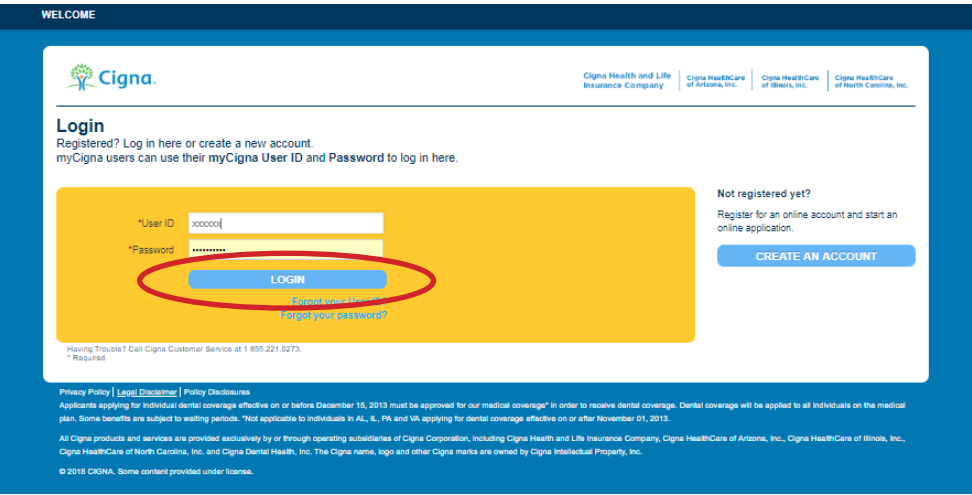 WELCOME
Cigna.
Cigna Health and Life
Insurance Company
Cigna HealthCare
of Arizona, Inc.
Cigna HealthCare
of Illinois, Inc.
Cigna HealthCare
of North Carolina, Inc.
Login
Registered? Log in here or create a new account.
myCigna users can use their myCigna User ID and Password to log in here.
*User ID
xxxxxx
*Password
••••••••••
LOGIN
Forgot your User ID?
Forgot your password?
Not registered yet?
Register for an online account and start an
online application.
CREATE AN ACCOUNT
Having Trouble? Call Cigna Customer Service at 1 855.221.0273.
* Required
Privacy Policy | Legal Disclaimer | Policy Disclosures
Applicants applying for individual dental coverage effective on or before December 15, 2013 must be approved for our medical coverage* in order to receive dental coverage. Dental coverage will be applied to all individuals on the medical
plan. Some benefits are subject to waiting periods. *Not applicable to individuals in AL, IL, PA and VA applying for dental coverage effective on or after November 01, 2013.
All Cigna products and services are provided exclusively by or through operating subsidiaries of Cigna Corporation, including Cigna Health and Life Insurance Company, Cigna HealthCare of Arizona, Inc., Cigna HealthCare of Illinois, Inc.,
Cigna HealthCare of North Carolina, Inc. and Cigna Dental Health, Inc. The Cigna name, logo and other Cigna marks are owned by Cigna Intellectual Property, Inc.
© 2018 CIGNA. Some content provided under license.